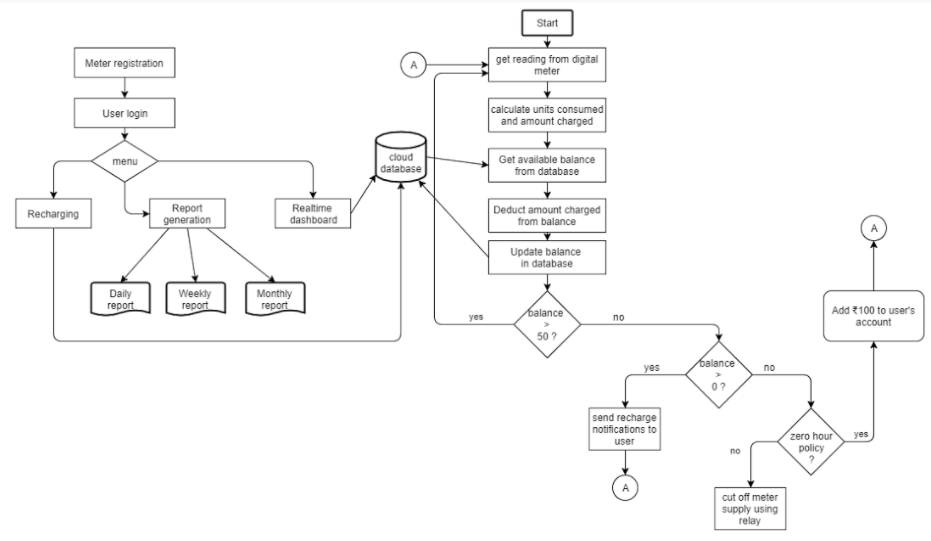 Start
A
get reading from digital
meter
Meter registration
calculate units consumed
and amount charged
User login
menu
cloud
database
Get available balance
from database
Recharging
Report
generation
Realtime
dashboard
Deduct amount charged
from balance
A
Update balance
in database
Daily
report
Weekly
report
Monthly
report
yes
balance
>
50 ?
no
Add ₹100 to user's
account
yes
balance
>
0 ?
no
send recharge
notifications to
user
zero hour
policy
?
yes
no
A
cut off meter
supply using
relay